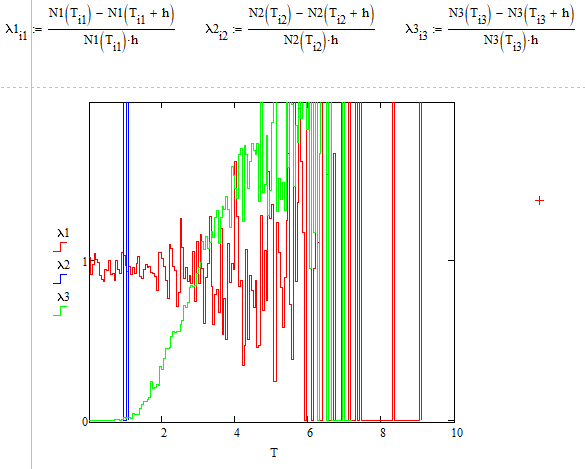 λ1i1 := N1(Ti1) − N1(Ti1 + h) / N1(Ti1)·h
λ2i2 := N2(Ti2) − N2(Ti2 + h) / N2(Ti2)·h
λ3i3 := N3(Ti3) − N3(Ti3 + h) / N3(Ti3)·h
λ1
λ2
λ3
1
0
2
4
6
8
10
T